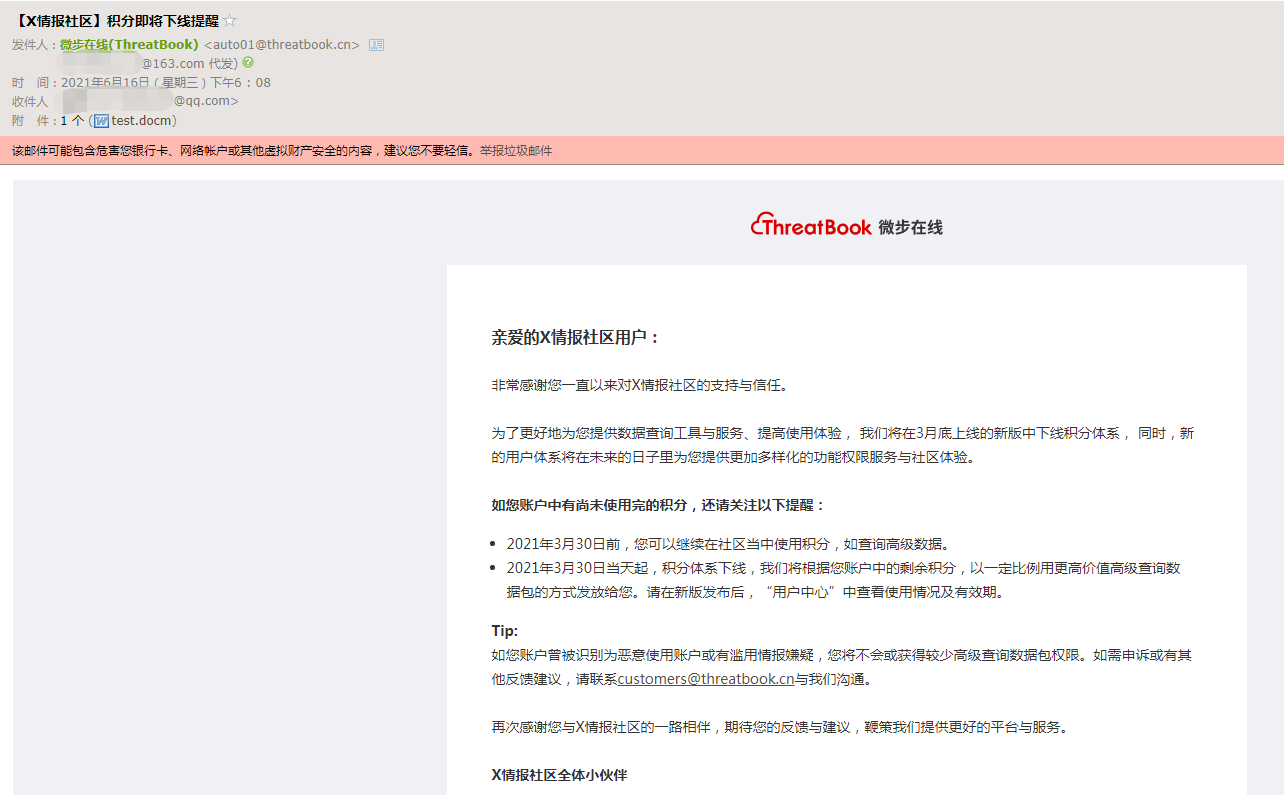 【X情报社区】积分即将下线提醒☆
发件人：微步在线(ThreatBook) <auto01@threatbook.cn>
@163.com 代发)
时 间：2021年6月16日 ( 星期三 ) 下午6：08
收件人
@qq.com>
附 件：1 个 ( test.docm)
该邮件可能包含危害您银行卡、网络帐户或其他虚拟财产安全的内容，建议您不要轻信。举报垃圾邮件
ThreatBook 微步在线
亲爱的X情报社区用户：
非常感谢您一直以来对X情报社区的支持与信任。
为了更好地为您提供数据查询工具与服务、提高使用体验， 我们将在3月底上线的新版中下线积分体系， 同时，新
的用户体系将在未来的日子里为您提供更加多样化的功能权限服务与社区体验。
如您账户中有尚未使用完的积分，还请关注以下提醒：
• 2021年3月30日前，您可以继续在社区当中使用积分，如查询高级数据。
• 2021年3月30日当天起，积分体系下线，我们将根据您账户中的剩余积分，以一定比例用更高价值高级查询数
据包的方式发放给您。请在新版发布后，“用户中心”中查看使用情况及有效期。
Tip:
如您账户曾被识别为恶意使用账户或有滥用情报嫌疑，您将不会或获得较少高级查询数据包权限。如需申诉或有其
他反馈建议，请联系customers@threatbook.cn与我们沟通。
再次感谢您与X情报社区的一路相伴，期待您的反馈与建议，鞭策我们提供更好的平台与服务。
X情报社区全体小伙伴